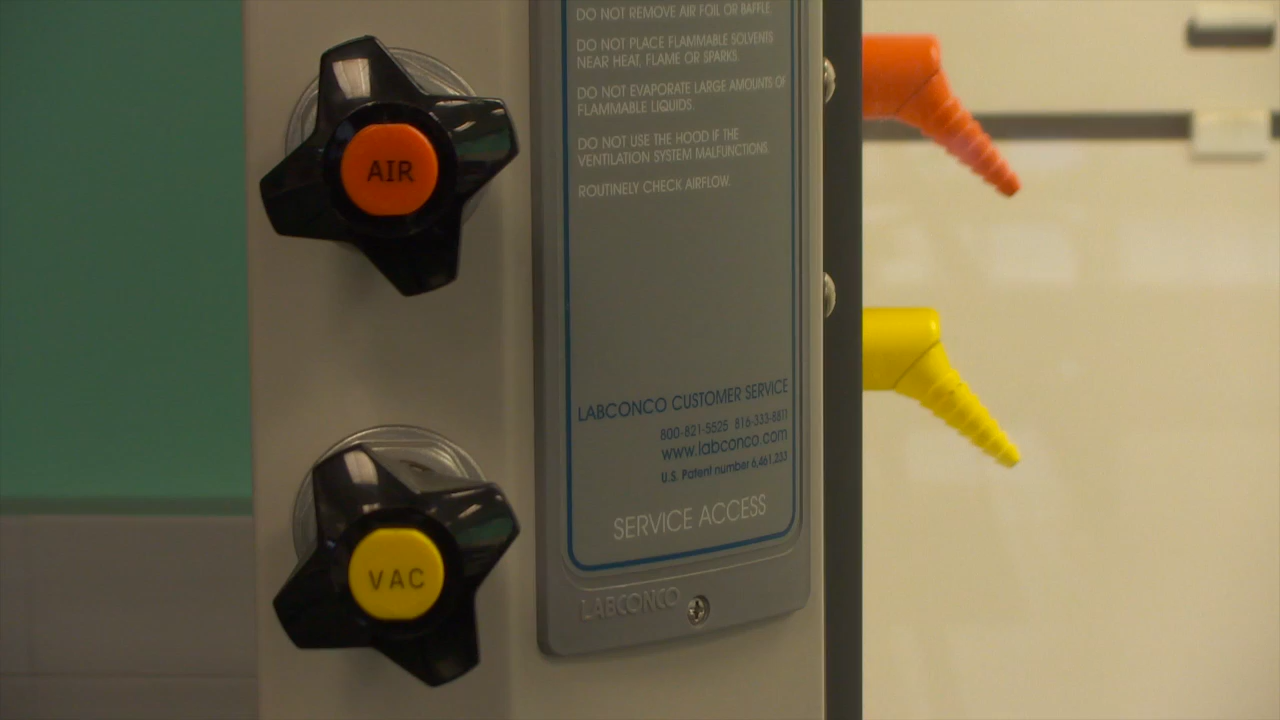 AIR
VAC
DO NOT REMOVE AIR FOIL OR BAFFLE.
DO NOT PLACE FLAMMABLE SOLVENTS
NEAR HEAT, FLAME OR SPARKS.
DO NOT EVAPORATE LARGE AMOUNTS OF
FLAMMABLE LIQUIDS.
DO NOT USE THE HOOD IF THE
VENTILATION SYSTEM MALFUNCTIONS.
ROUTINELY CHECK AIRFLOW.
LABCONCO CUSTOMER SERVICE
800-821-5525 816-333-8811
www.labconco.com
U.S. Patent number 6,461,233
SERVICE ACCESS
LABCONCO